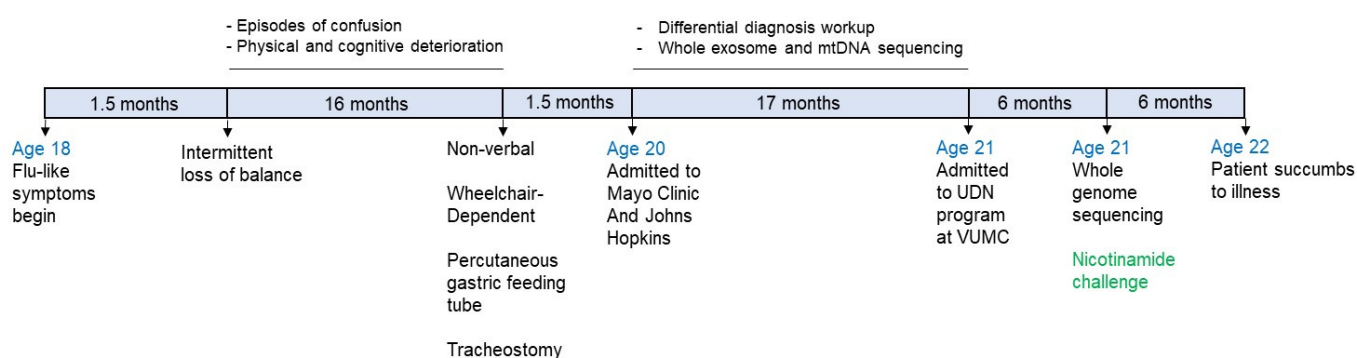 - Episodes of confusion
- Physical and cognitive deterioration
- Differential diagnosis workup
- Whole exosome and mtDNA sequencing
1.5 months
16 months
1.5 months
17 months
6 months
6 months
Age 18
Flu-like
symptoms
begin
Intermittent
loss of balance
Non-verbal
Wheelchair-
Dependent
Percutaneous
gastric feeding
tube
Tracheostomy
Age 20
Admitted to
Mayo Clinic
And Johns
Hopkins
Age 21
Admitted
to UDN
program
at VUMC
Age 21
Whole
genome
sequencing
Nicotinamide
challenge
Age 22
Patient succumbs
to illness